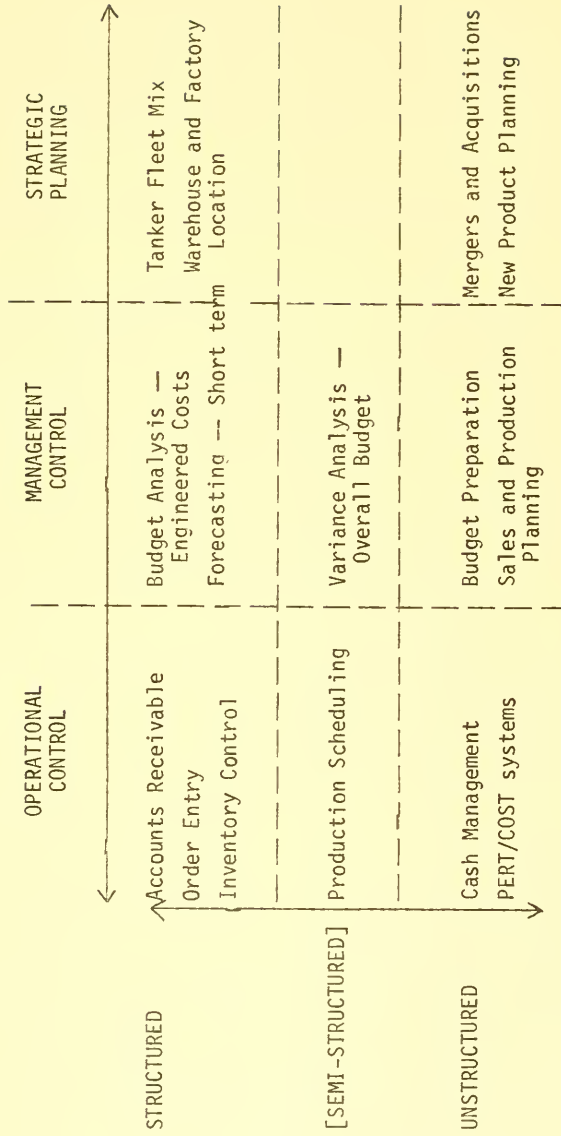 OPERATIONAL
CONTROL
MANAGEMENT
CONTROL
STRATEGIC
PLANNING
STRUCTURED
Accounts Receivable
Order Entry
Inventory Control
Budget Analysis —
Engineered Costs
Forecasting -- Short term
Tanker Fleet Mix
Warehouse and Factory
Location
[SEMI-STRUCTURED]
Production Scheduling
Variance Analysis —
Overall Budget
UNSTRUCTURED
Cash Management
PERT/COST systems
Budget Preparation
Sales and Production
Planning
Mergers and Acquisitions
New Product Planning